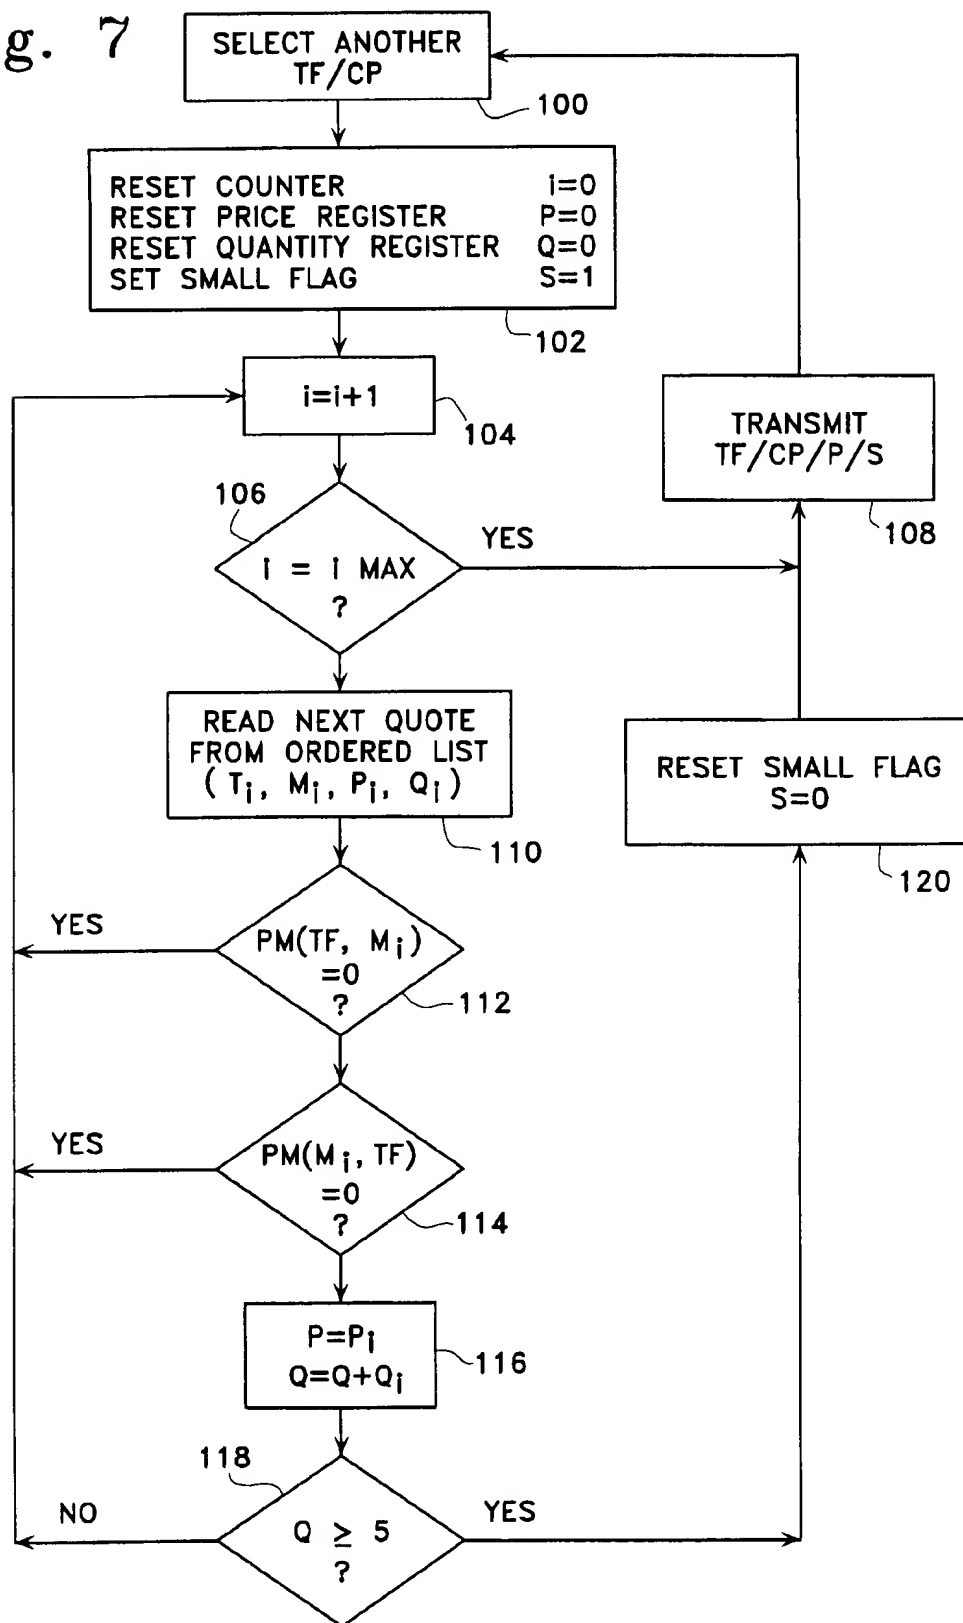 g. 7
SELECT ANOTHER
TF/CP
100
RESET COUNTER i=0
RESET PRICE REGISTER P=0
RESET QUANTITY REGISTER Q=0
SET SMALL FLAG S=1
102
i=i+1
104
106
i = i MAX
?
YES
TRANSMIT
TF/CP/P/S
108
READ NEXT QUOTE
FROM ORDERED LIST
( Ti, Mi, Pi, Qi )
110
RESET SMALL FLAG
S=0
120
YES
PM(TF, Mi)
=0
?
112
YES
PM(Mi, TF)
=0
?
114
P=Pi
Q=Q+Qi
116
118
NO
Q ≥ 5
?
YES